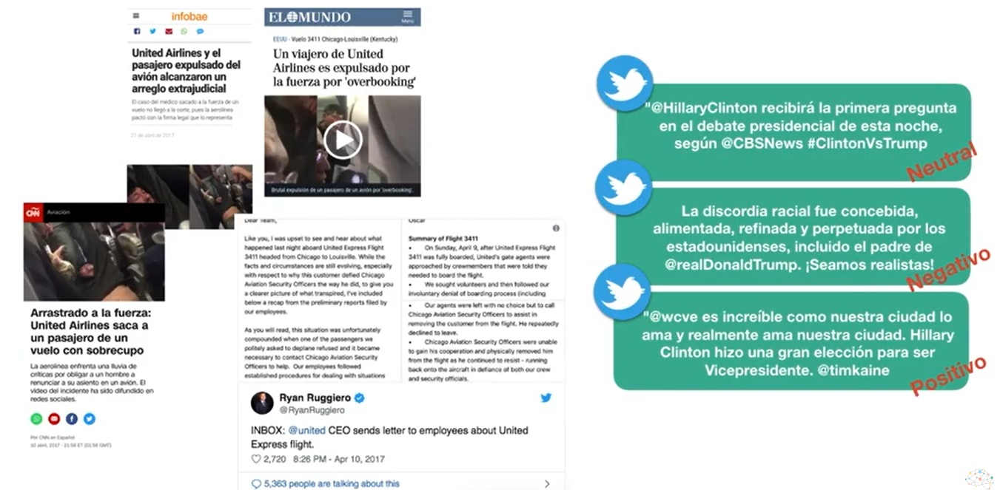 infobae
United Airlines y el
pasajero expulsado del
avión alcanzaron un
arreglo extrajudicial
El caso del médico sacado a la fuerza de un
vuelo no llegó a la corte, pues la aerolínea
pactó con la firma legal que lo representa
27 de abril de 2017
EL MUNDO
Menú
EEUU - Vuelo 3411 Chicago-Louisville (Kentucky)
Un viajero de United
Airlines es expulsado por
la fuerza por 'overbooking'
Brutal expulsión de un pasajero de un avión por 'overbooking'.
CNN
Aviación
Arrastrado a la fuerza:
United Airlines saca a
un pasajero de un
vuelo con sobrecupo
La aerolínea enfrenta una lluvia de
críticas por obligar a un hombre a
renunciar a su asiento en un avión. El
video del incidente ha sido difundido en
redes sociales.
Por CNN en Español
10 abril, 2017 - 21:58 ET (01:58 GMT)
Dear Team,
Like you, I was upset to see and hear about what
happened last night aboard United Express Flight
3411 headed from Chicago to Louisville. While the
facts and circumstances are still evolving, especially
with respect to why this customer defied Chicago
Aviation Security Officers the way he did, to give you
a clearer picture of what transpired, I've included
below a recap from the preliminary reports filed by
our employees.
As you will read, this situation was unfortunately
compounded when one of the passengers we
politely asked to deplane refused and it became
necessary to contact Chicago Aviation Security
Officers to help. Our employees followed
established procedures for dealing with situations
Oscar
Summary of Flight 3411
• On Sunday, April 9, after United Express Flight
3411 was fully boarded, United's gate agents were
approached by crewmembers that were told they
needed to board the flight.
• We sought volunteers and then followed our
involuntary denial of boarding process (including
• Our agents were left with no choice but to call
Chicago Aviation Security Officers to assist in
removing the customer from the flight. He repeatedly
declined to leave.
• Chicago Aviation Security Officers were unable
to gain his cooperation and physically removed him
from the flight as he continued to resist - running
back onto the aircraft in defiance of both our crew
and security officials.
Ryan Ruggiero
@RyanRuggiero
INBOX: @united CEO sends letter to employees about United
Express flight.
2,720 8:26 PM - Apr 10, 2017
5,363 people are talking about this
"@HillaryClinton recibirá la primera pregunta
en el debate presidencial de esta noche,
según @CBSNews #ClintonVsTrump
Neutral
La discordia racial fue concebida,
alimentada, refinada y perpetuada por los
estadounidenses, incluido el padre de
@realDonaldTrump. ¡Seamos realistas!
Negativo
"@wcve es increíble como nuestra ciudad lo
ama y realmente ama nuestra ciudad. Hillary
Clinton hizo una gran elección para ser
Vicepresidente. @timkaine
Positivo